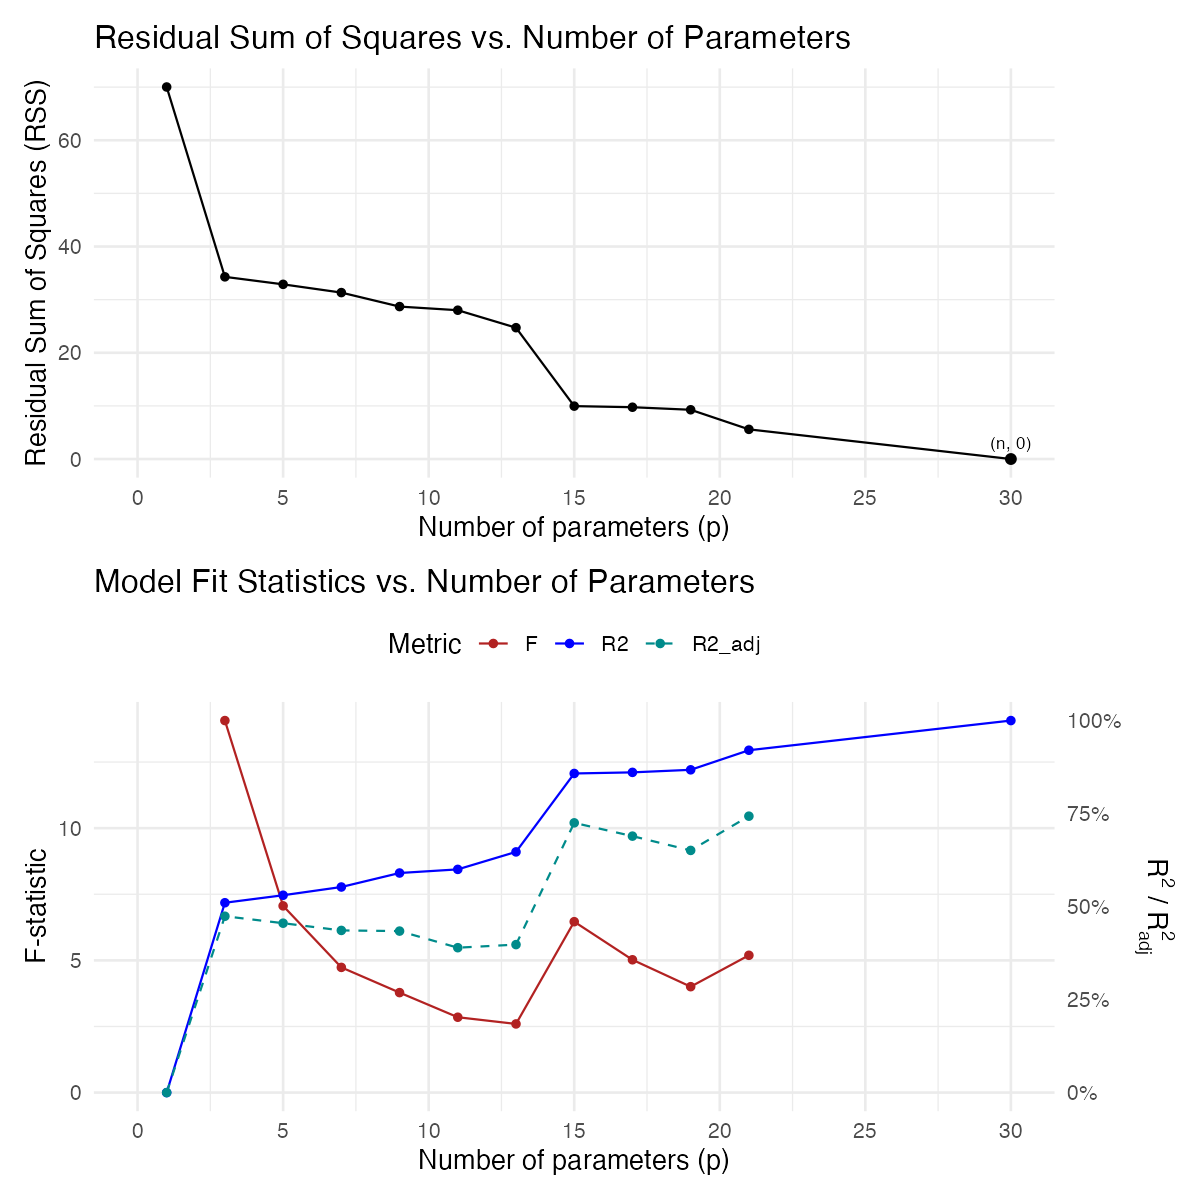 Residual Sum of Squares vs. Number of Parameters
Residual Sum of Squares (RSS)
60
40
20
0
(n, 0)
0 5 10 15 20 25 30
Number of parameters (p)
Model Fit Statistics vs. Number of Parameters
Metric F R2 R2_adj
F-statistic
10
5
0
100%
75%
50%
25%
0%
R² / R²adj
0 5 10 15 20 25 30
Number of parameters (p)